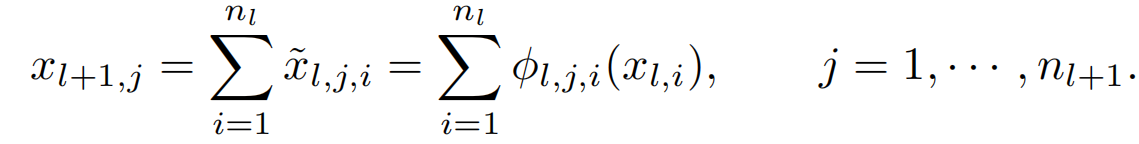 $x_{l+1,j} = \sum_{i=1}^{n_l} \tilde{x}_{l,j,i} = \sum_{i=1}^{n_l} \phi_{l,j,i}(x_{l,i}), \qquad j = 1, \cdots, n_{l+1}.$